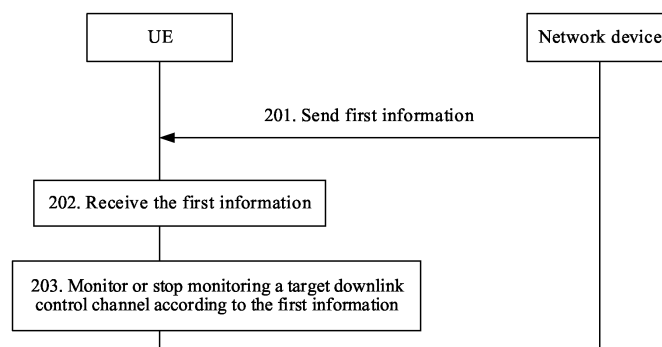 UE
Network device
201. Send first information
202. Receive the first information
203. Monitor or stop monitoring a target downlink
control channel according to the first information